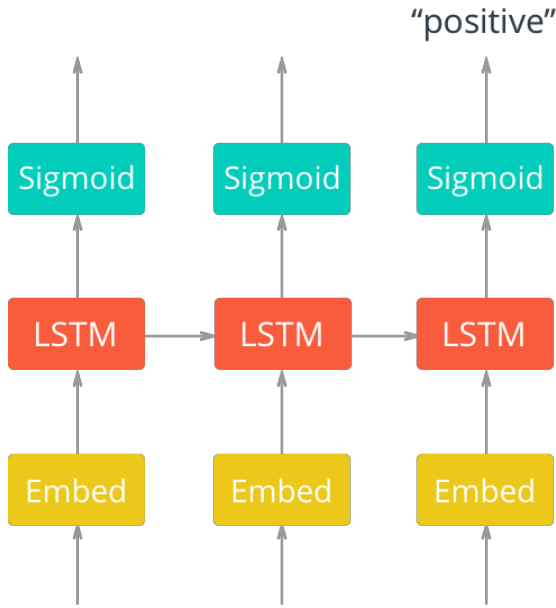 “positive”
Sigmoid Sigmoid Sigmoid
LSTM LSTM LSTM
Embed Embed Embed